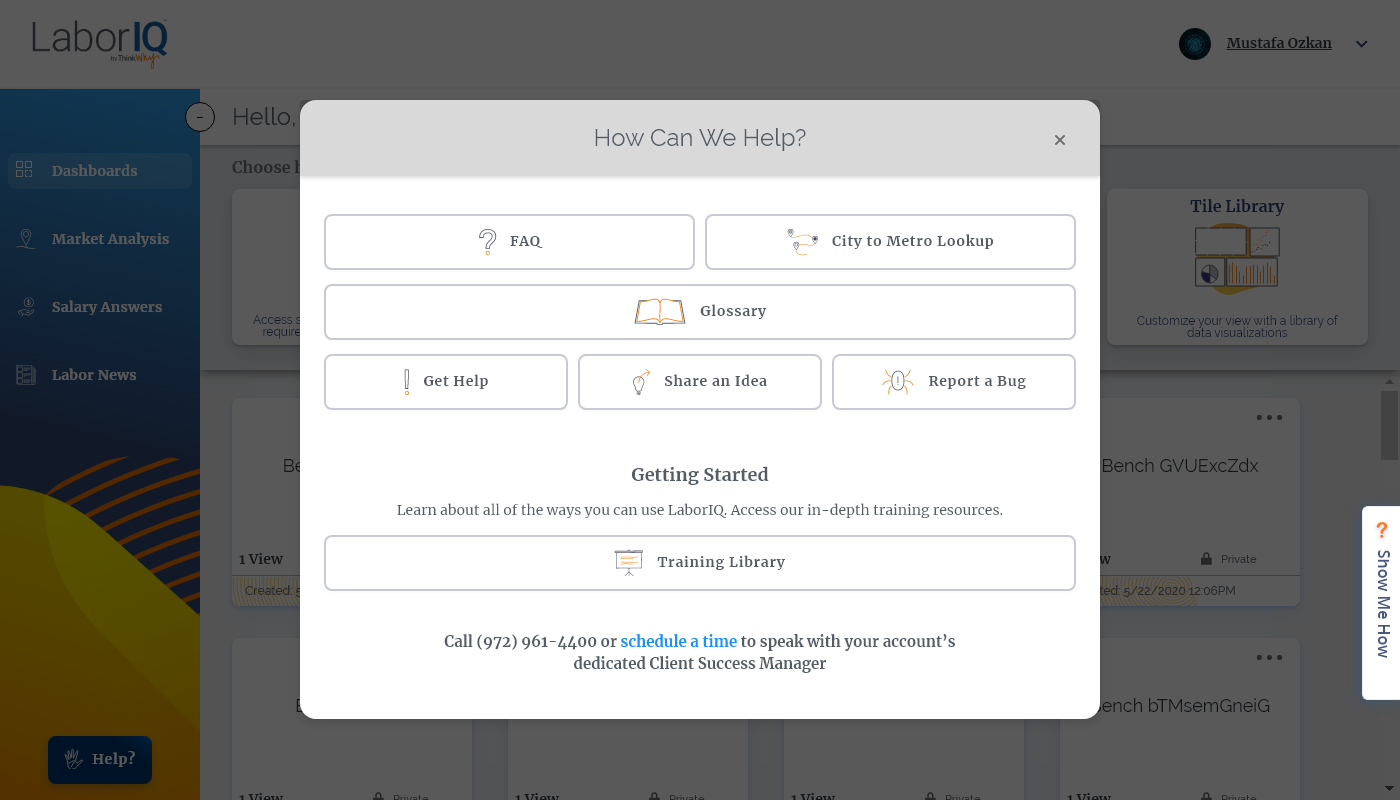 LaborIQ
by ThinkWhy
Mustafa Ozkan
-
Hello,
How Can We Help?
×
Choose
Dashboards
Market Analysis
Salary Answers
Labor News
Help?
Tile Library
Access
require
Customize your view with a library of
data visualizations
FAQ
City to Metro Lookup
Glossary
Get Help
Share an Idea
Report a Bug
Getting Started
Learn about all of the ways you can use LaborIQ. Access our in-depth training resources.
Training Library
Call (972) 961-4400 or schedule a time to speak with your account’s
dedicated Client Success Manager
Bench GVUExcZdx
1 View
Private
Created: 5
ted: 5/22/2020 12:06PM
ench bTMsemGneiG
1 View
Private
1 View
Private
1 View
Private
1 View
Private
? Show Me How